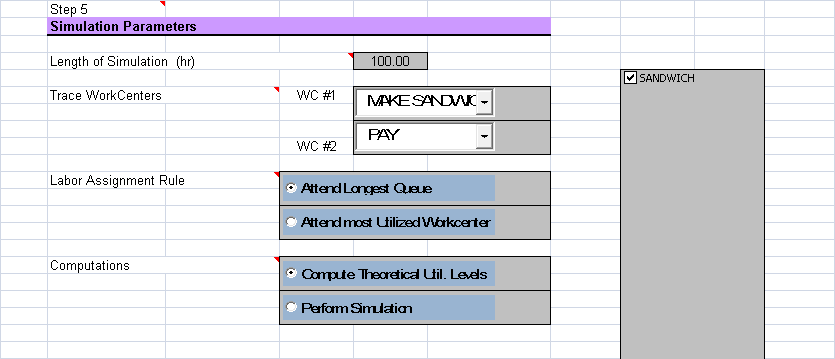 Step 5
Simulation Parameters
Length of Simulation (hr) 100.00
SANDWICH
Trace WorkCenters WC #1 MAKE SANDWIC
WC #2 PAY
Labor Assignment Rule Attend Longest Queue
Attend most Utilized Workcenter
Computations Compute Theoretical Util. Levels
Perform Simulation